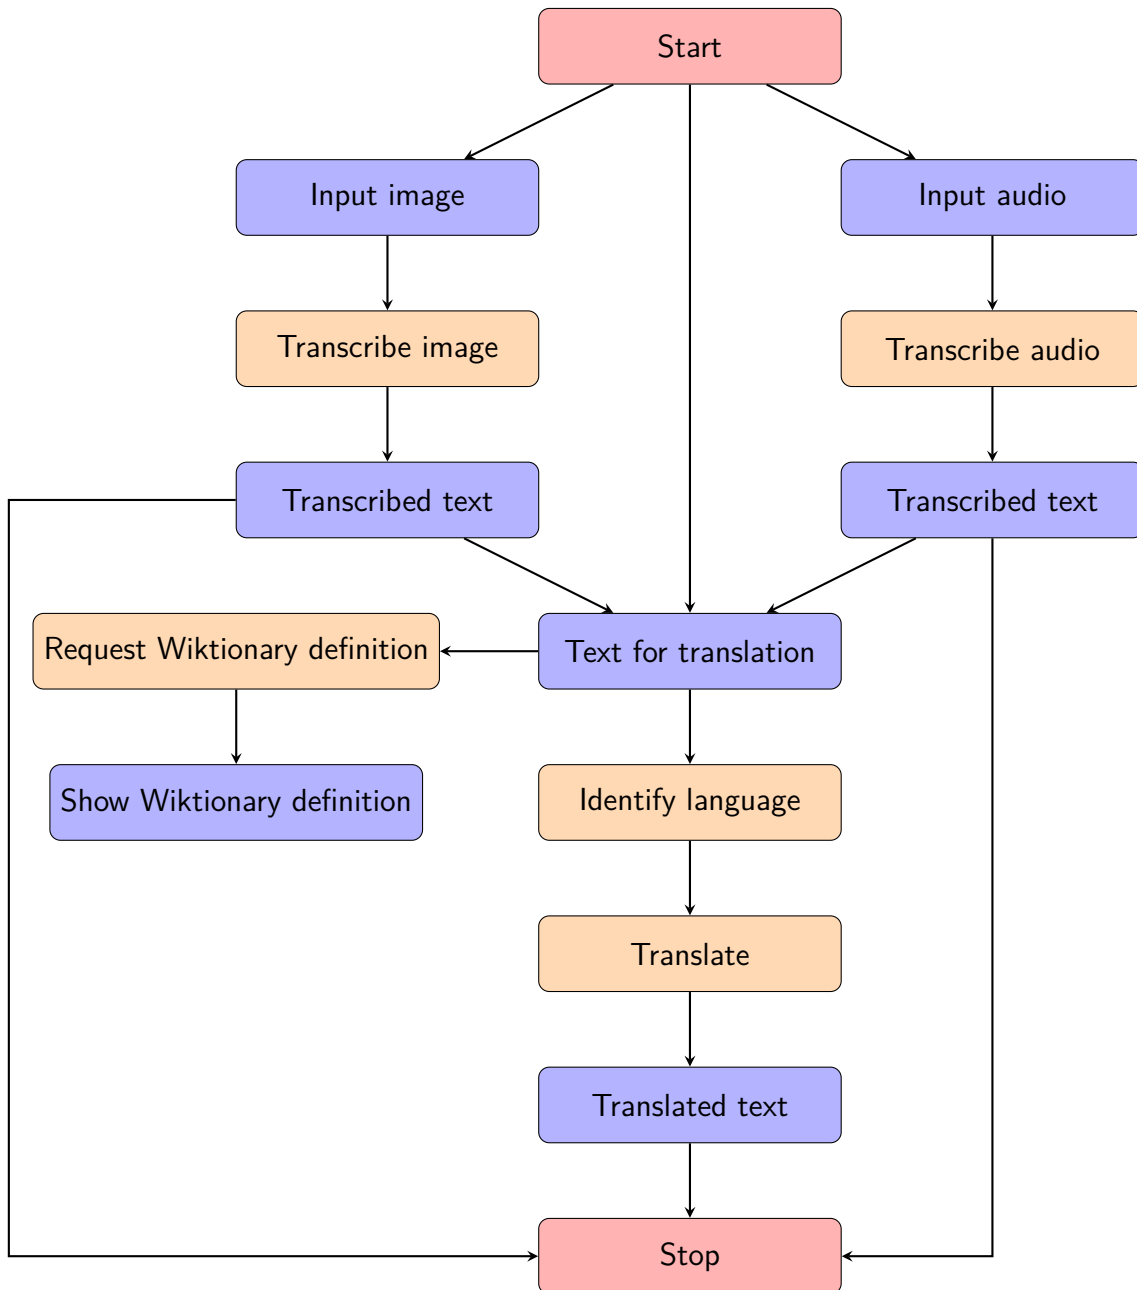 Start
Input image
Input audio
Transcribe image
Transcribe audio
Transcribed text
Transcribed text
Request Wiktionary definition
Text for translation
Show Wiktionary definition
Identify language
Translate
Translated text
Stop